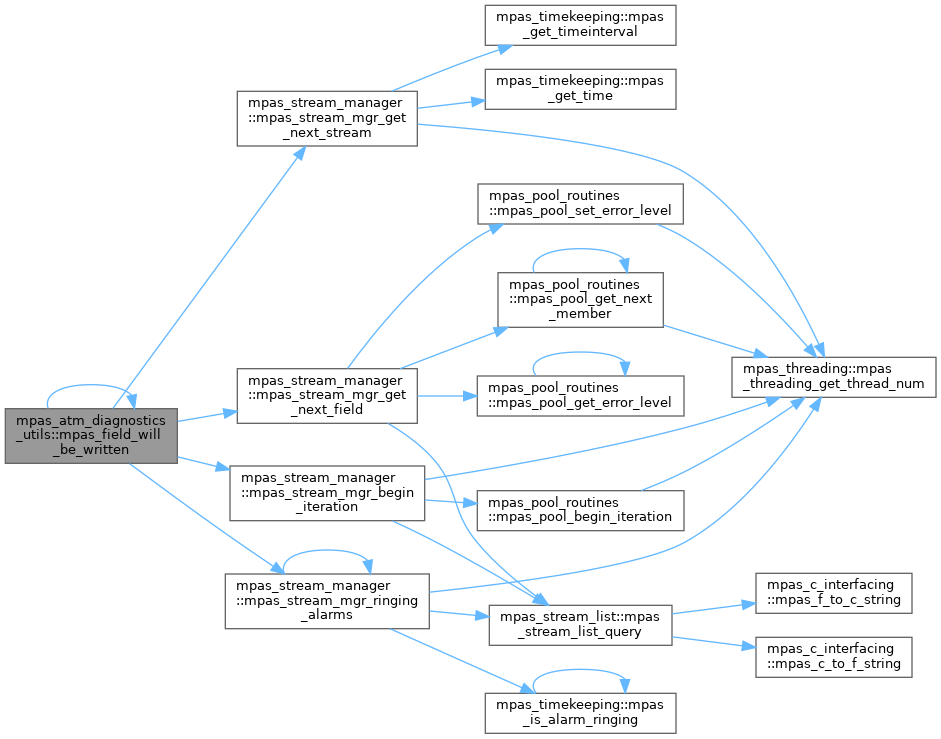 mpas_timekeeping::mpas
_get_timeinterval
mpas_timekeeping::mpas
_get_time
mpas_stream_manager
::mpas_stream_mgr_get
_next_stream
mpas_pool_routines
::mpas_pool_set_error_level
mpas_pool_routines
::mpas_pool_get_next
_member
mpas_threading::mpas
_threading_get_thread_num
mpas_stream_manager
::mpas_stream_mgr_get
_next_field
mpas_pool_routines
::mpas_pool_get_error_level
mpas_atm_diagnostics
_utils::mpas_field_will
_be_written
mpas_stream_manager
::mpas_stream_mgr_begin
_iteration
mpas_pool_routines
::mpas_pool_begin_iteration
mpas_stream_manager
::mpas_stream_mgr_ringing
_alarms
mpas_stream_list::mpas
_stream_list_query
mpas_c_interfacing
::mpas_f_to_c_string
mpas_c_interfacing
::mpas_c_to_f_string
mpas_timekeeping::mpas
_is_alarm_ringing